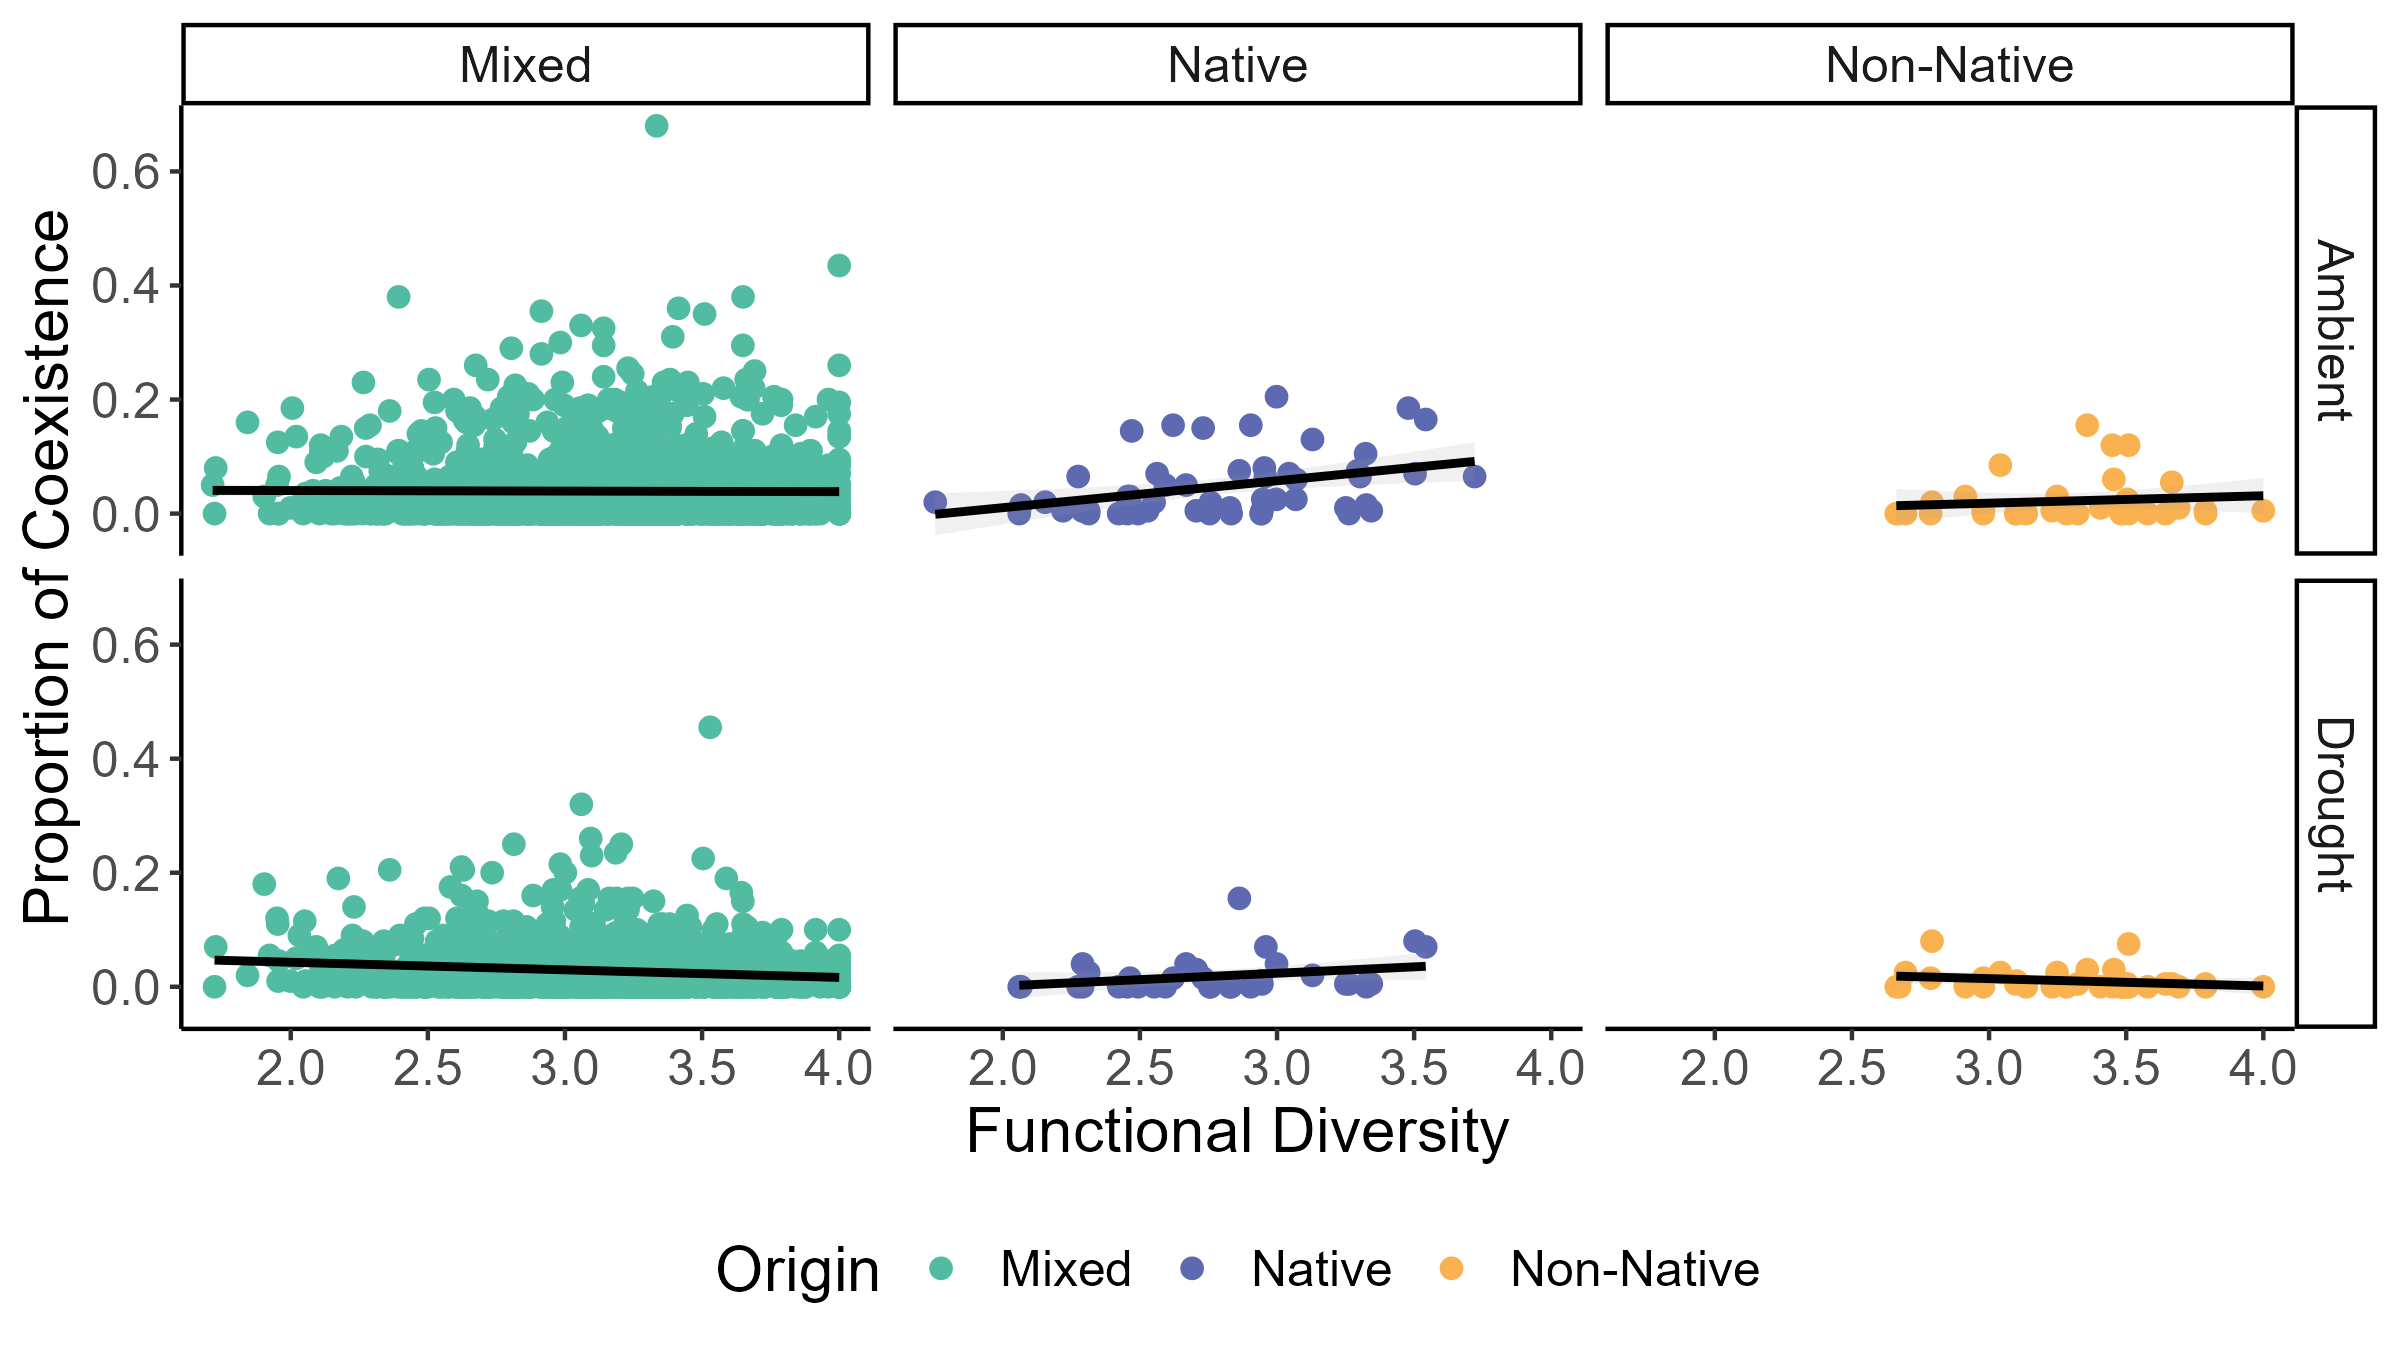 Mixed Native Non-Native
Proportion of Coexistence
0.6
0.4
0.2
0.0
Ambient
0.6
0.4
0.2
0.0
Drought
2.0 2.5 3.0 3.5 4.0 2.0 2.5 3.0 3.5 4.0 2.0 2.5 3.0 3.5 4.0
Functional Diversity
Origin Mixed Native Non-Native